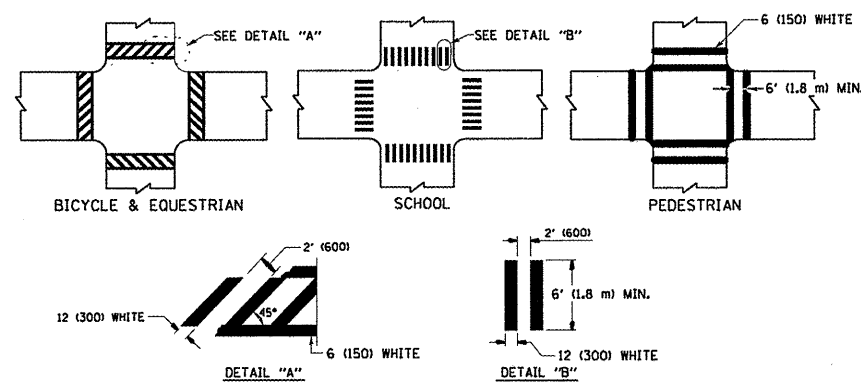 SEE DETAIL "A"
SEE DETAIL "B"
6 (150) WHITE
6' (1.8 m) MIN.
BICYCLE & EQUESTRIAN
SCHOOL
PEDESTRIAN
2' (600)
12 (300) WHITE
45°
6 (150) WHITE
DETAIL "A"
2' (600)
6' (1.8 m) MIN.
12 (300) WHITE
DETAIL "B"